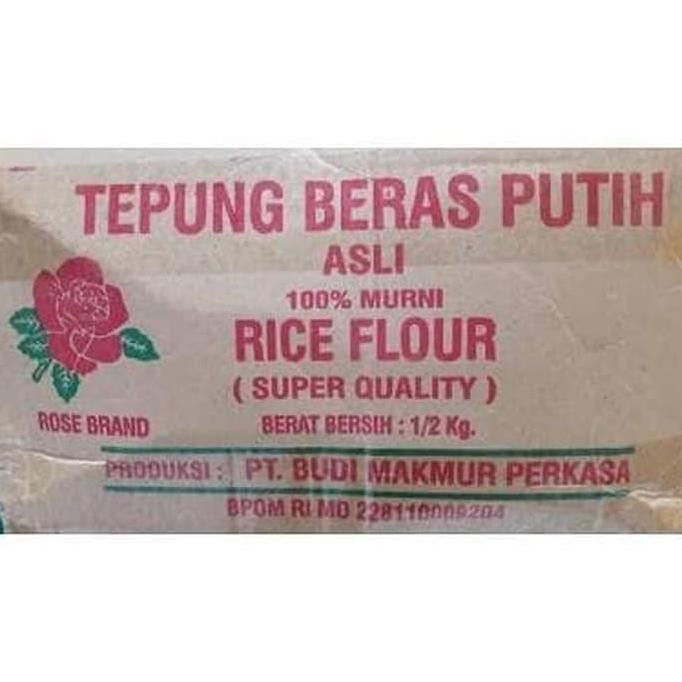 TEPUNG BERAS PUTIH
ASLI
100% MURNI
RICE FLOUR
( SUPER QUALITY )
ROSE BRAND
BERAT BERSIH : 1/2 Kg.
PRODUKSI : PT. BUDI MAKMUR PERKASA
BPOM RI MD 228110009204